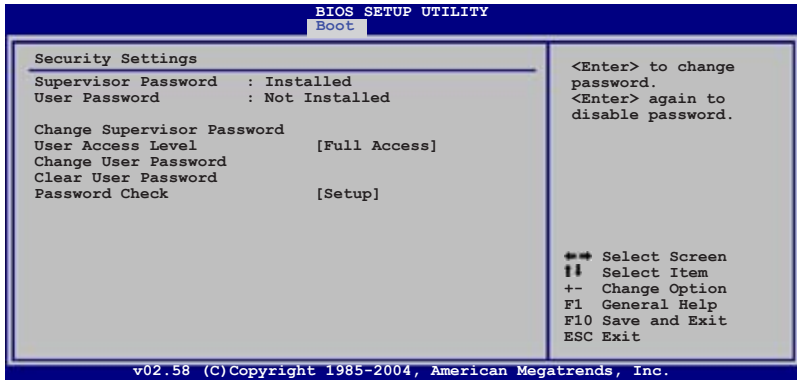 BIOS SETUP UTILITY
Boot
Security Settings
Supervisor Password : Installed
User Password : Not Installed
Change Supervisor Password
User Access Level [Full Access]
Change User Password
Clear User Password
Password Check [Setup]
<Enter> to change
password.
<Enter> again to
disable password.
Select Screen
Select Item
+- Change Option
F1 General Help
F10 Save and Exit
ESC Exit
v02.58 (C)Copyright 1985-2004, American Megatrends, Inc.